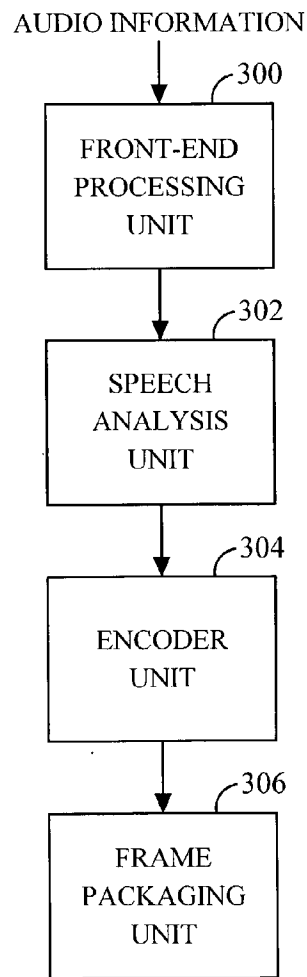 AUDIO INFORMATION
300
FRONT-END
PROCESSING
UNIT
302
SPEECH
ANALYSIS
UNIT
304
ENCODER
UNIT
306
FRAME
PACKAGING
UNIT